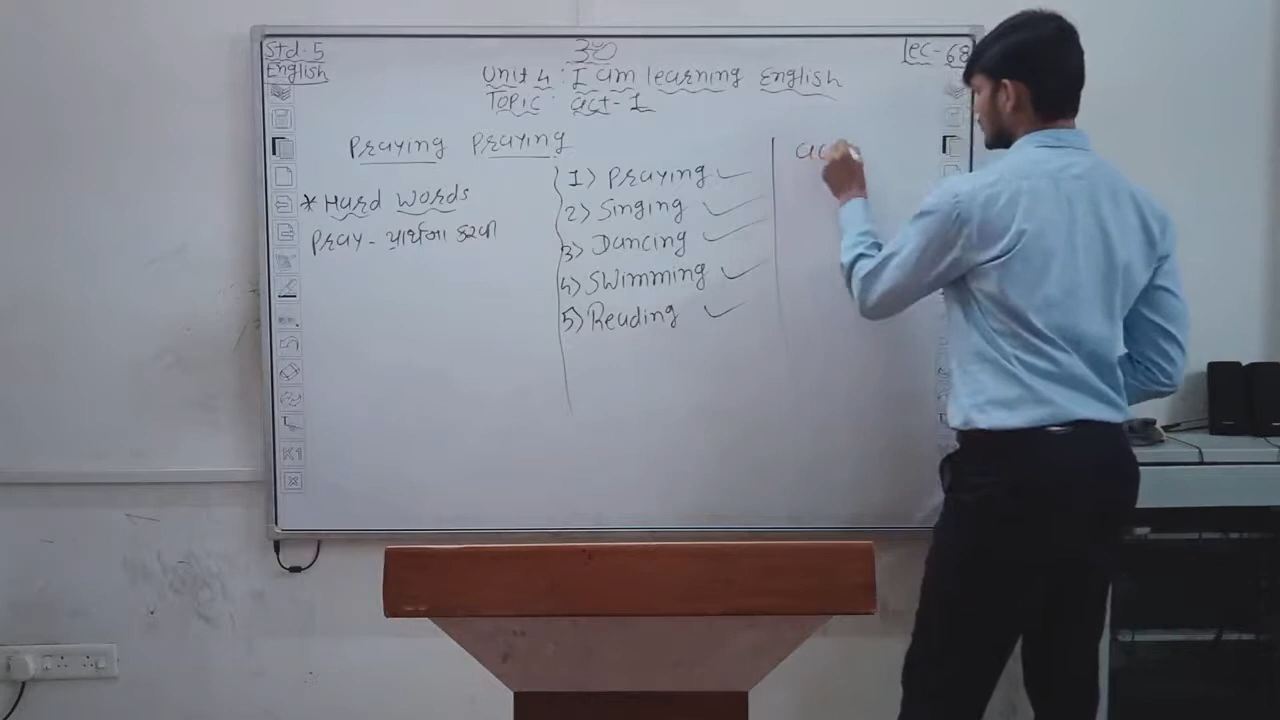 Std-5
English
ૐ
Lec-68
Unit 4: I am learning English
Topic: act-1
Praying Praying
* Hard Words
Pray - પ્રાર્થના કરવી
1) Praying ✓
2) Singing ✓
3) Dancing ✓
4) Swimming ✓
5) Reading ✓
ac